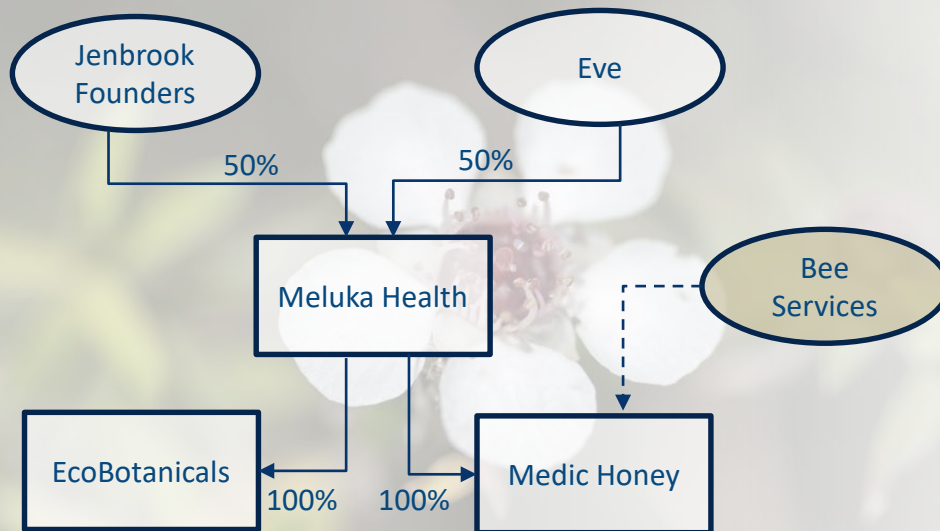 Jenbrook
Founders
Eve
50%
50%
Meluka Health
Bee
Services
EcoBotanicals
Medic Honey
100%
100%